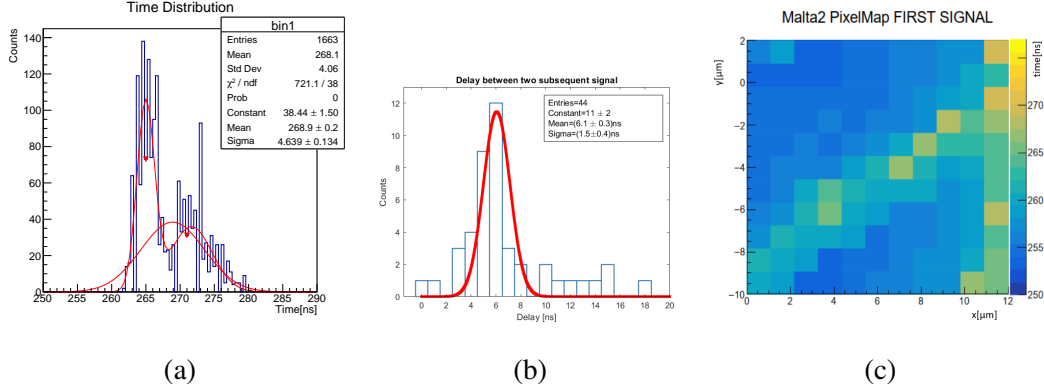 Time Distribution
bin1
Entries 1663
Mean 268.1
Std Dev 4.06
χ² / ndf 721.1 / 38
Prob 0
Constant 38.44 ± 1.50
Mean 268.9 ± 0.2
Sigma 4.639 ± 0.134
Counts
140
120
100
80
60
40
20
0
250 255 260 265 270 275 280 285 290
Time[ns]
(a)
Delay between two subsequent signal
Entries=44
Constant=11 ± 2
Mean=(6.1 ± 0.3)ns
Sigma=(1.5±0.4)ns
Counts
12
10
8
6
4
2
0
0 2 4 6 8 10 12 14 16 18 20
Delay [ns]
(b)
Malta2 PixelMap FIRST SIGNAL
y[μm]
2
0
−2
−4
−6
−8
−10
0 2 4 6 8 10 12
x[μm]
time[ns]
275
270
265
260
255
250
(c)